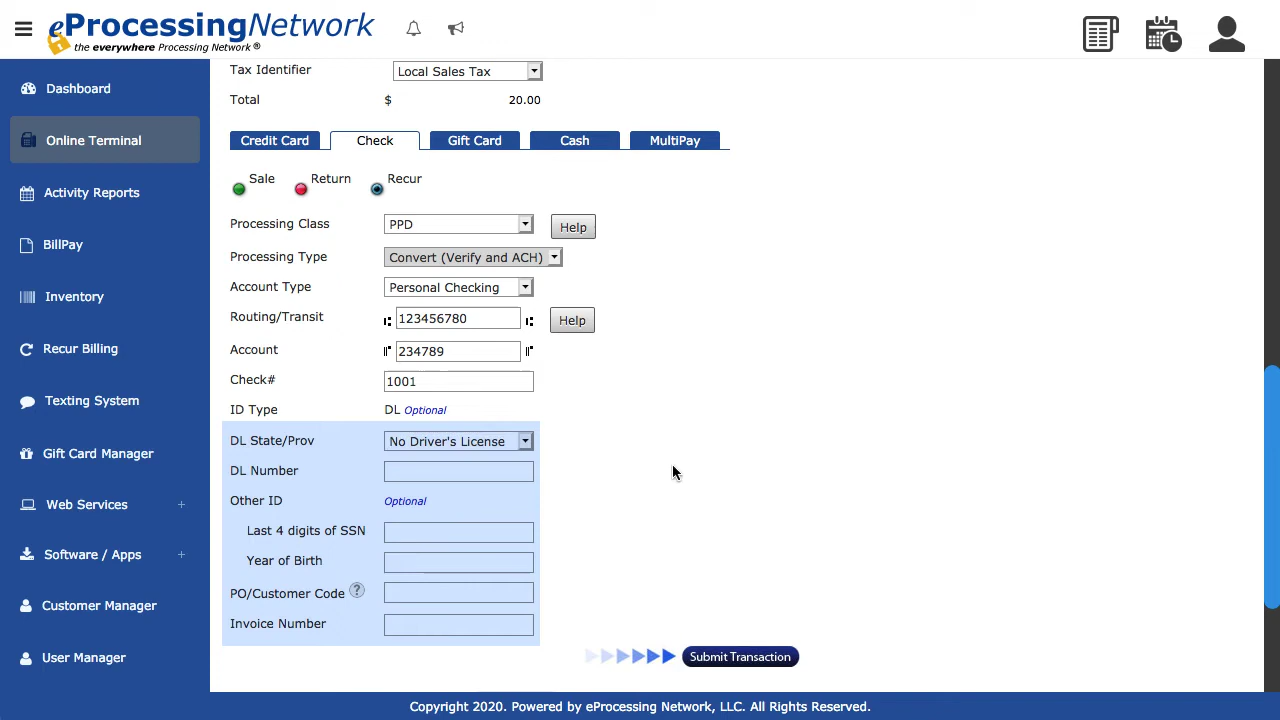 eProcessingNetwork
the everywhere Processing Network ®
Dashboard
Online Terminal
Activity Reports
BillPay
Inventory
Recur Billing
Texting System
Gift Card Manager
Web Services +
Software / Apps +
Customer Manager
User Manager
Tax Identifier Local Sales Tax
Total $ 20.00
Credit Card Check Gift Card Cash MultiPay
Sale Return Recur
Processing Class PPD Help
Processing Type Convert (Verify and ACH)
Account Type Personal Checking
Routing/Transit ⑆ 123456780 ⑆ Help
Account ⑈ 234789 ⑈
Check# 1001
ID Type DL Optional
DL State/Prov No Driver's License
DL Number
Other ID Optional
Last 4 digits of SSN
Year of Birth
PO/Customer Code ?
Invoice Number
Submit Transaction
Copyright 2020. Powered by eProcessing Network, LLC. All Rights Reserved.